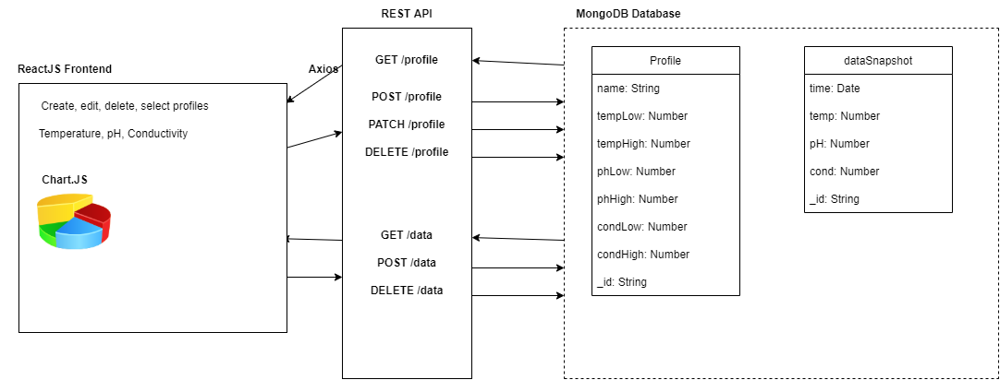 REST API
MongoDB Database
ReactJS Frontend
Axios
Create, edit, delete, select profiles
Temperature, pH, Conductivity
Chart.JS
GET /profile
POST /profile
PATCH /profile
DELETE /profile
GET /data
POST /data
DELETE /data
Profile
name: String
tempLow: Number
tempHigh: Number
phLow: Number
phHigh: Number
condLow: Number
condHigh: Number
_id: String
dataSnapshot
time: Date
temp: Number
pH: Number
cond: Number
_id: String